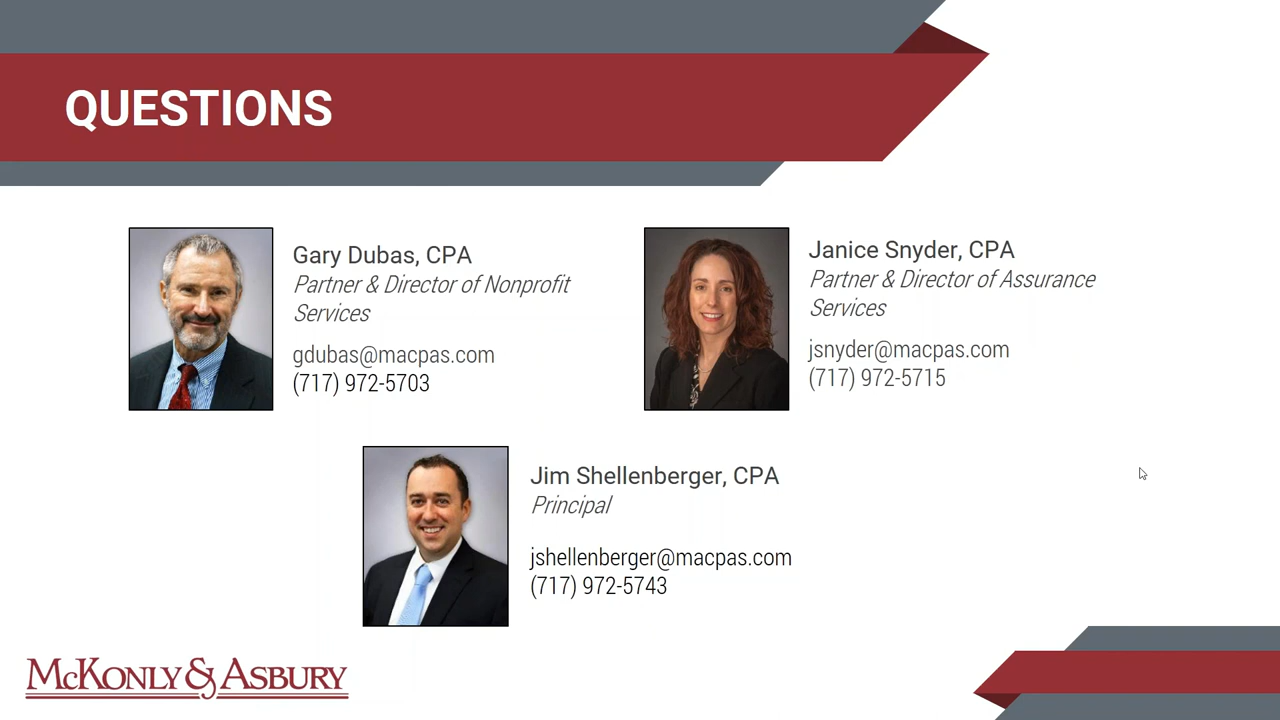 QUESTIONS
Gary Dubas, CPA
Partner & Director of Nonprofit
Services
gdubas@macpas.com
(717) 972-5703
Janice Snyder, CPA
Partner & Director of Assurance
Services
jsnyder@macpas.com
(717) 972-5715
Jim Shellenberger, CPA
Principal
jshellenberger@macpas.com
(717) 972-5743
McKonly & Asbury